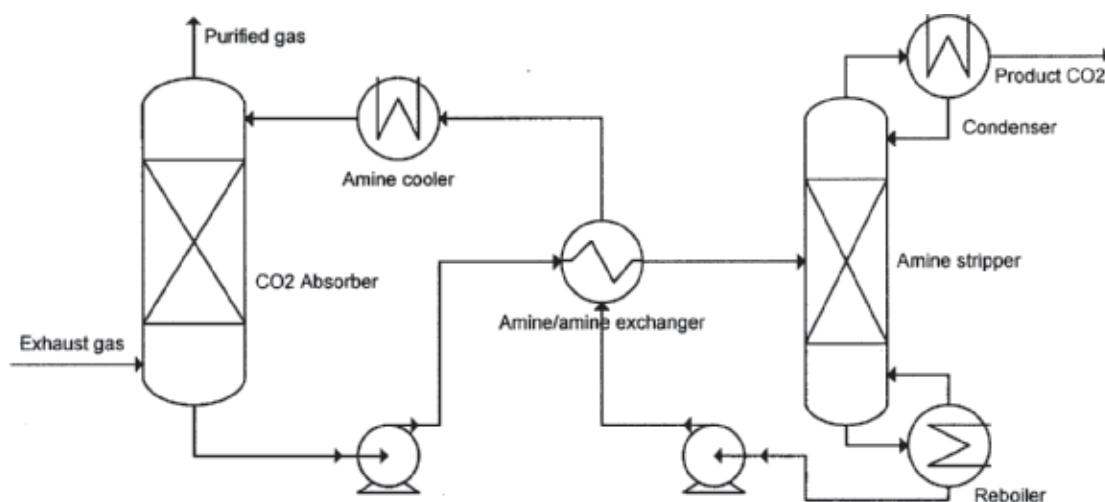 Purified gas
Product CO2
Condenser
Amine cooler
Amine stripper
CO2 Absorber
Amine/amine exchanger
Exhaust gas
Reboiler